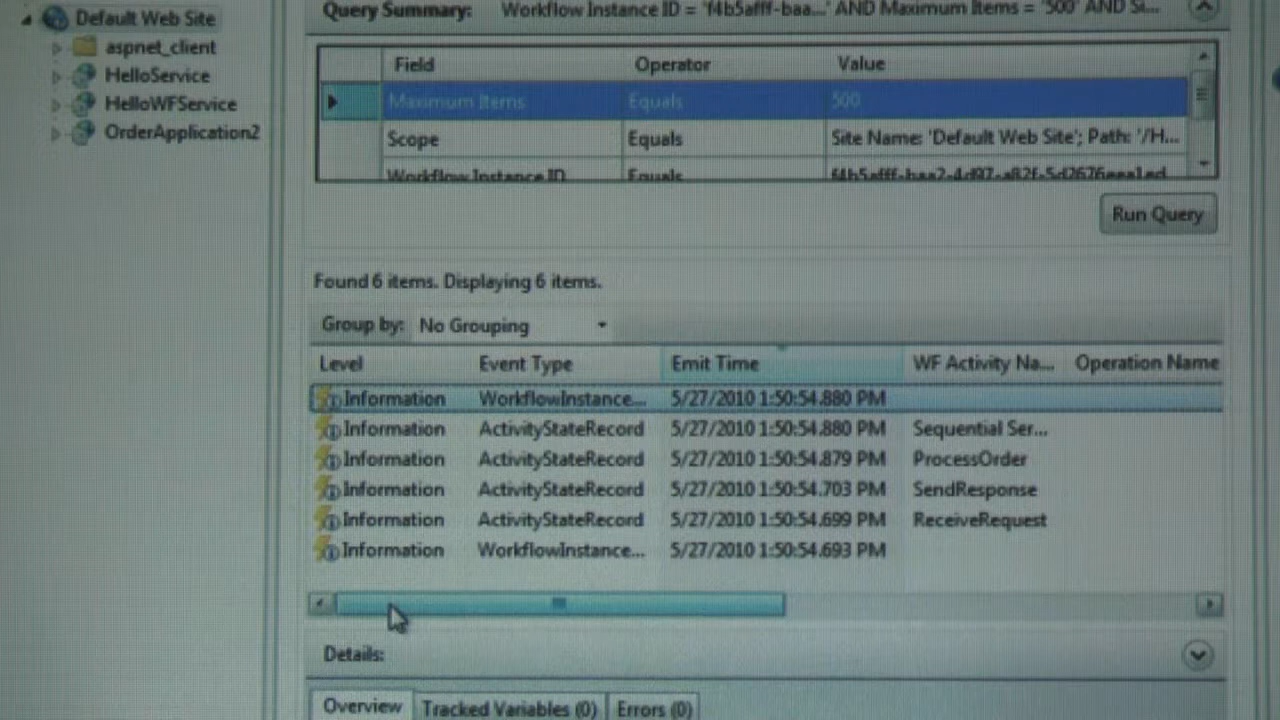 Default Web Site
aspnet_client
HelloService
HelloWFService
OrderApplication2
Query Summary: Workflow Instance ID = 'f4b5afff-baa...' AND Maximum Items = '500' AND Si...
Field Operator Value
Maximum Items Equals 500
Scope Equals Site Name: 'Default Web Site'; Path: '/H...
Workflow Instance ID Equals
Run Query
Found 6 items. Displaying 6 items.
Group by: No Grouping
Level Event Type Emit Time WF Activity Na... Operation Name
Information WorkflowInstance... 5/27/2010 1:50:54.880 PM
Information ActivityStateRecord 5/27/2010 1:50:54.880 PM Sequential Ser...
Information ActivityStateRecord 5/27/2010 1:50:54.879 PM ProcessOrder
Information ActivityStateRecord 5/27/2010 1:50:54.703 PM SendResponse
Information ActivityStateRecord 5/27/2010 1:50:54.699 PM ReceiveRequest
Information WorkflowInstance... 5/27/2010 1:50:54.693 PM
Details:
Overview Tracked Variables (0) Errors (0)